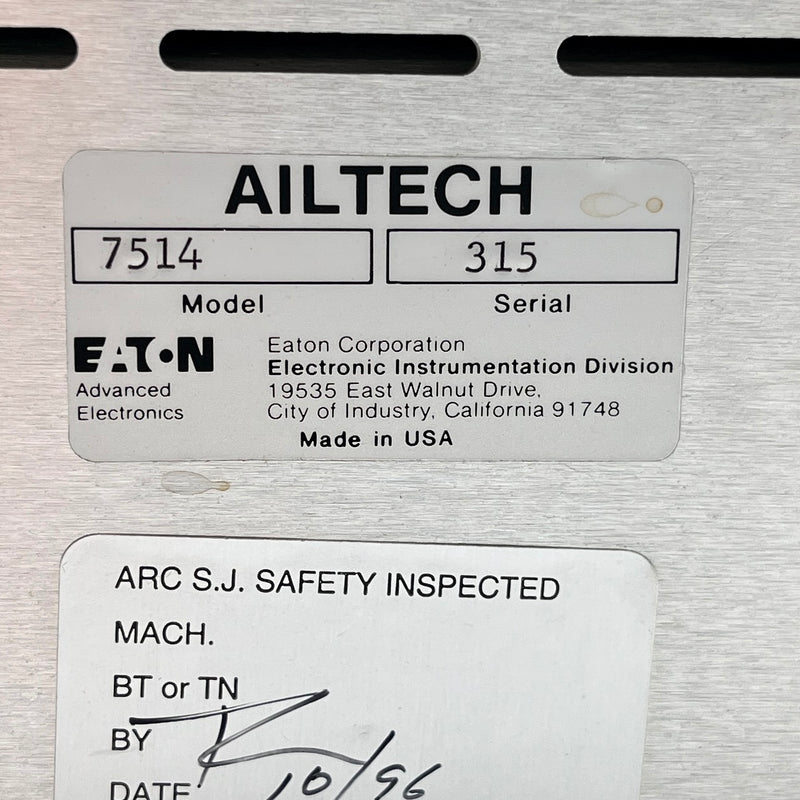 AILTECH
7514 315
Model Serial
EATON Eaton Corporation
Electronic Instrumentation Division
Advanced 19535 East Walnut Drive,
Electronics City of Industry, California 91748
Made in USA
ARC S.J. SAFETY INSPECTED
MACH.
BT or TN
BY
DATE 10/96